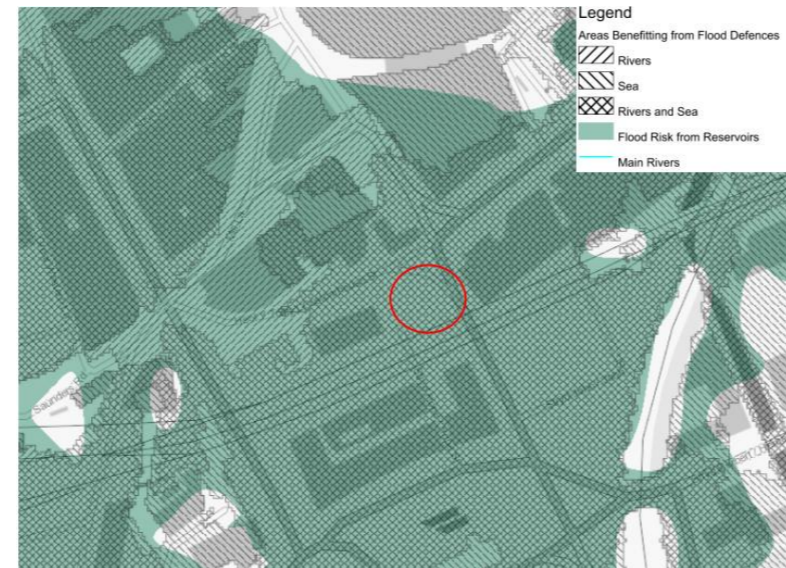 Legend
Areas Benefitting from Flood Defences
Rivers
Sea
Rivers and Sea
Flood Risk from Reservoirs
Main Rivers